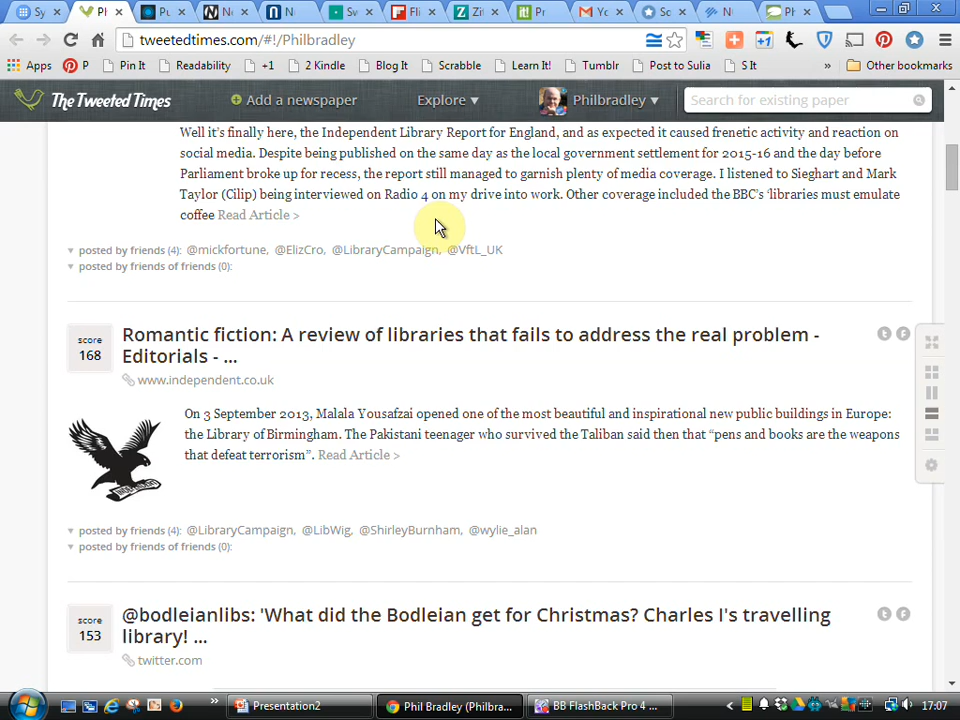 Sy
Ph
Pu
Ne
N
Sv
Fli
Zit
Pr
Yo
So
N
Ph
tweetedtimes.com/#!/Philbradley
Apps
P
Pin It
Readability
+1
2 Kindle
Blog It
Scrabble
Learn It!
Tumblr
Post to Sulia
S It
»
Other bookmarks
The Tweeted Times
Add a newspaper
Explore ▾
Philbradley ▾
Search for existing paper
Well it's finally here, the Independent Library Report for England, and as expected it caused frenetic activity and reaction on
social media. Despite being published on the same day as the local government settlement for 2015-16 and the day before
Parliament broke up for recess, the report still managed to garnish plenty of media coverage. I listened to Sieghart and Mark
Taylor (Cilip) being interviewed on Radio 4 on my drive into work. Other coverage included the BBC's 'libraries must emulate
coffee Read Article >
posted by friends (4): @mickfortune, @ElizCro, @LibraryCampaign, @VftL_UK
posted by friends of friends (0):
score
168
Romantic fiction: A review of libraries that fails to address the real problem -
Editorials - ...
www.independent.co.uk
On 3 September 2013, Malala Yousafzai opened one of the most beautiful and inspirational new public buildings in Europe:
the Library of Birmingham. The Pakistani teenager who survived the Taliban said then that “pens and books are the weapons
that defeat terrorism”. Read Article >
posted by friends (4): @LibraryCampaign, @LibWig, @ShirleyBurnham, @wylie_alan
posted by friends of friends (0):
score
153
@bodleianlibs: 'What did the Bodleian get for Christmas? Charles I's travelling
library! ...
twitter.com
Presentation2
Phil Bradley (Philbra...
BB FlashBack Pro 4 ...
17:07